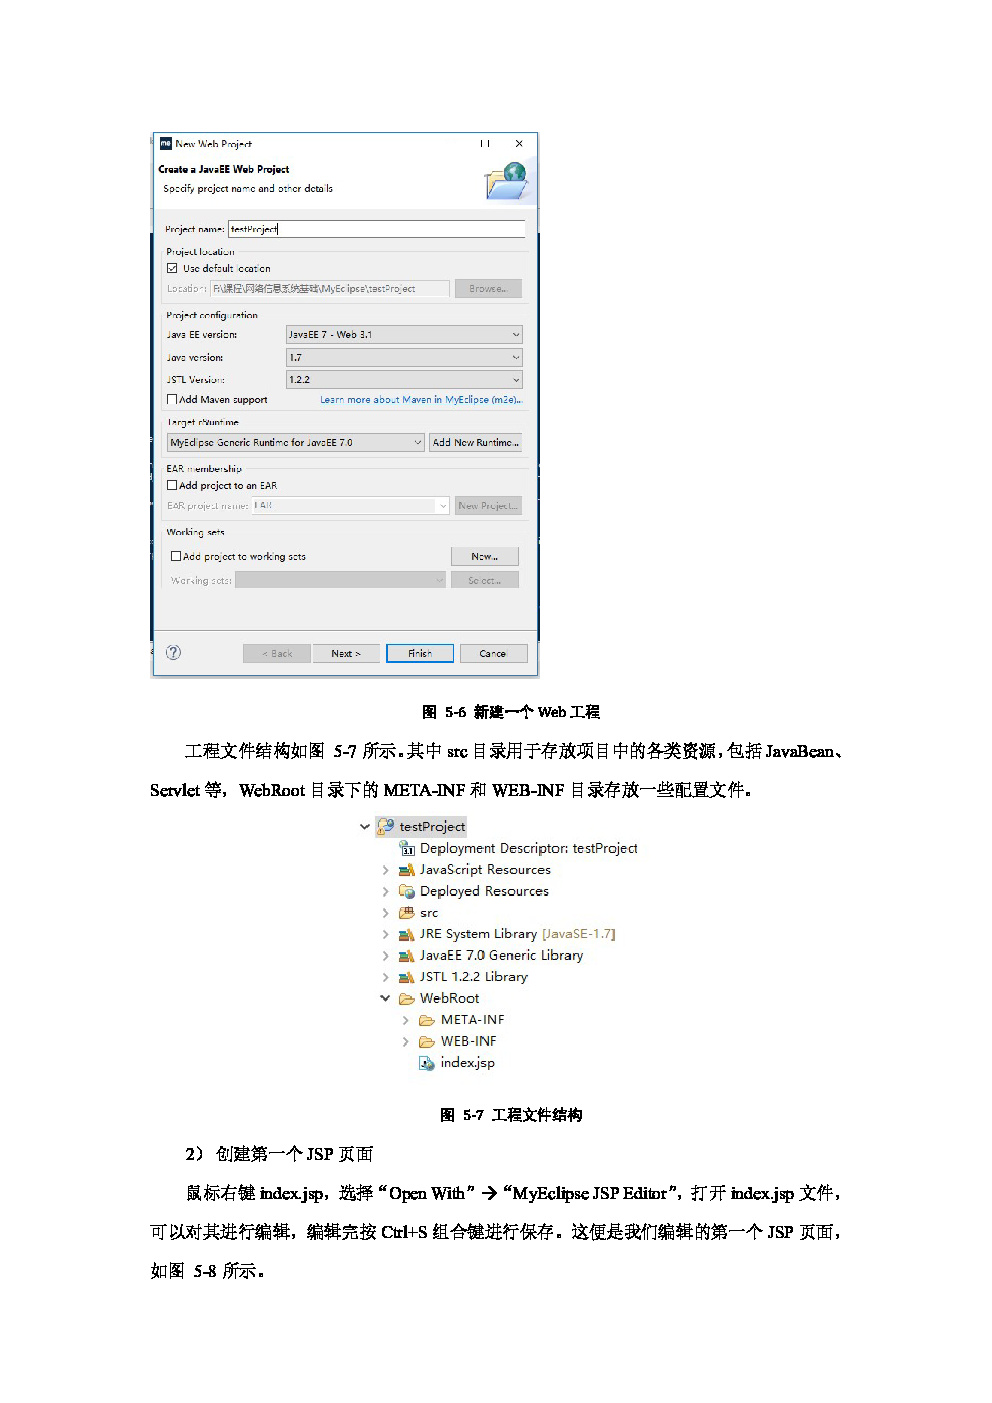 New Web Project
Create a JavaEE Web Project
Specify project name and other details
Project name: testProject
Project location
Use default location
Location: F:\课程\网络信息系统基础\MyEclipse\testProject Browse...
Project configuration
Java EE version: JavaEE 7 - Web 3.1
Java version: 1.7
JSTL Version: 1.2.2
Add Maven support Learn more about Maven in MyEclipse (m2e)...
Target runtime
MyEclipse Generic Runtime for JavaEE 7.0 Add New Runtime...
EAR membership
Add project to an EAR
EAR project name: EAR New Project...
Working sets
Add project to working sets New...
Working sets: Select...
< Back Next > Finish Cancel
图 5-6 新建一个 Web 工程
工程文件结构如图 5-7 所示。其中 src 目录用于存放项目中的各类资源，包括 JavaBean、
Servlet 等，WebRoot 目录下的 META-INF 和 WEB-INF 目录存放一些配置文件。
testProject
3.1 Deployment Descriptor: testProject
JavaScript Resources
Deployed Resources
src
JRE System Library [JavaSE-1.7]
JavaEE 7.0 Generic Library
JSTL 1.2.2 Library
WebRoot
META-INF
WEB-INF
index.jsp
图 5-7 工程文件结构
2） 创建第一个 JSP 页面
鼠标右键 index.jsp，选择“Open With”→“MyEclipse JSP Editor”，打开 index.jsp 文件，
可以对其进行编辑，编辑完按 Ctrl+S 组合键进行保存。这便是我们编辑的第一个 JSP 页面，
如图 5-8 所示。